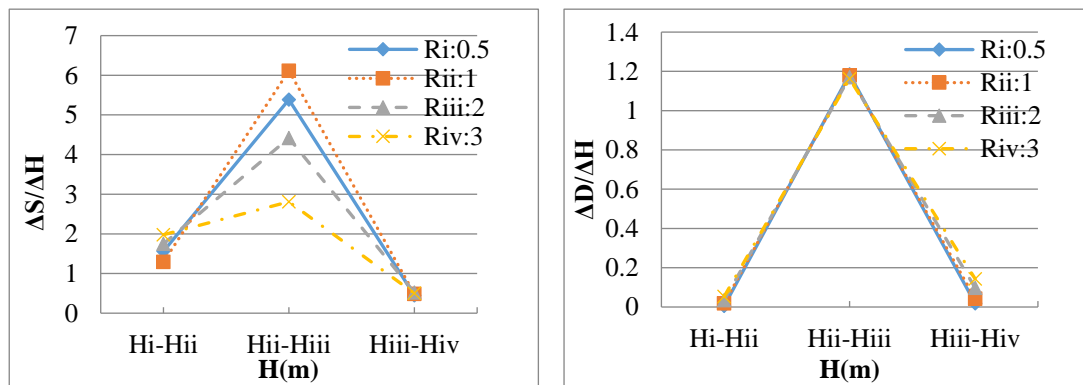 ΔS/ΔH
7
6
5
4
3
2
1
0
Ri:0.5
Rii:1
Riii:2
Riv:3
Hi-Hii
Hii-Hiii
Hiii-Hiv
H(m)
ΔD/ΔH
1.4
1.2
1
0.8
0.6
0.4
0.2
0
Ri:0.5
Rii:1
Riii:2
Riv:3
Hi-Hii
Hii-Hiii
Hiii-Hiv
H(m)